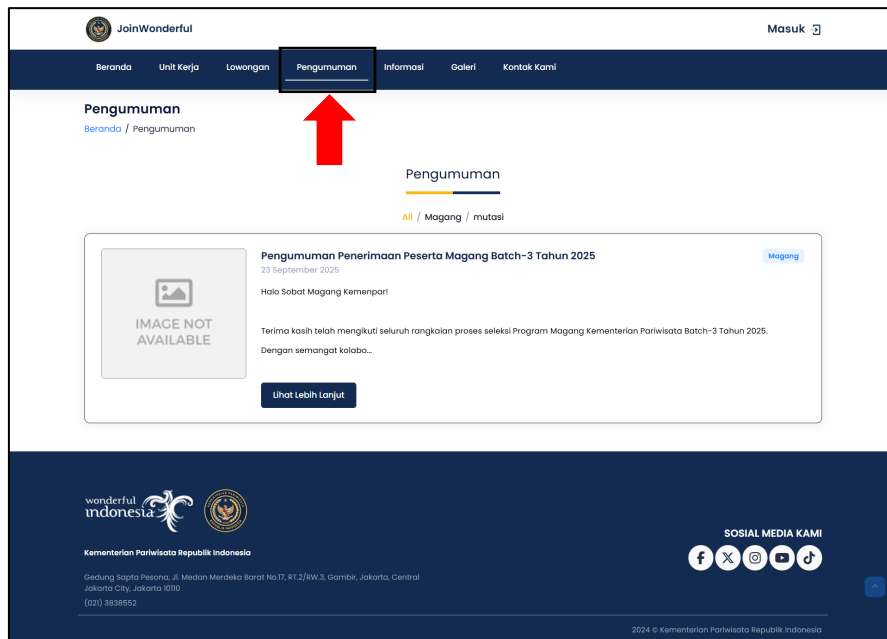 JoinWonderful
Masuk
Beranda Unit Kerja Lowongan Pengumuman Informasi Galeri Kontak Kami
Pengumuman
Beranda / Pengumuman
Pengumuman
All / Magang / mutasi
Pengumuman Penerimaan Peserta Magang Batch-3 Tahun 2025
Magang
23 September 2025
Halo Sobat Magang Kemenpar!
IMAGE NOT
AVAILABLE
Terima kasih telah mengikuti seluruh rangkaian proses seleksi Program Magang Kementerian Pariwisata Batch-3 Tahun 2025.
Dengan semangat kolabo...
Lihat Lebih Lanjut
wonderful
indonesia
SOSIAL MEDIA KAMI
Kementerian Pariwisata Republik Indonesia
Gedung Sapta Pesona, Jl. Medan Merdeka Barat No.17, RT.2/RW.3, Gambir, Jakarta, Central
Jakarta City, Jakarta 10110
(021) 3838552
2024 © Kementerian Pariwisata Republik Indonesia